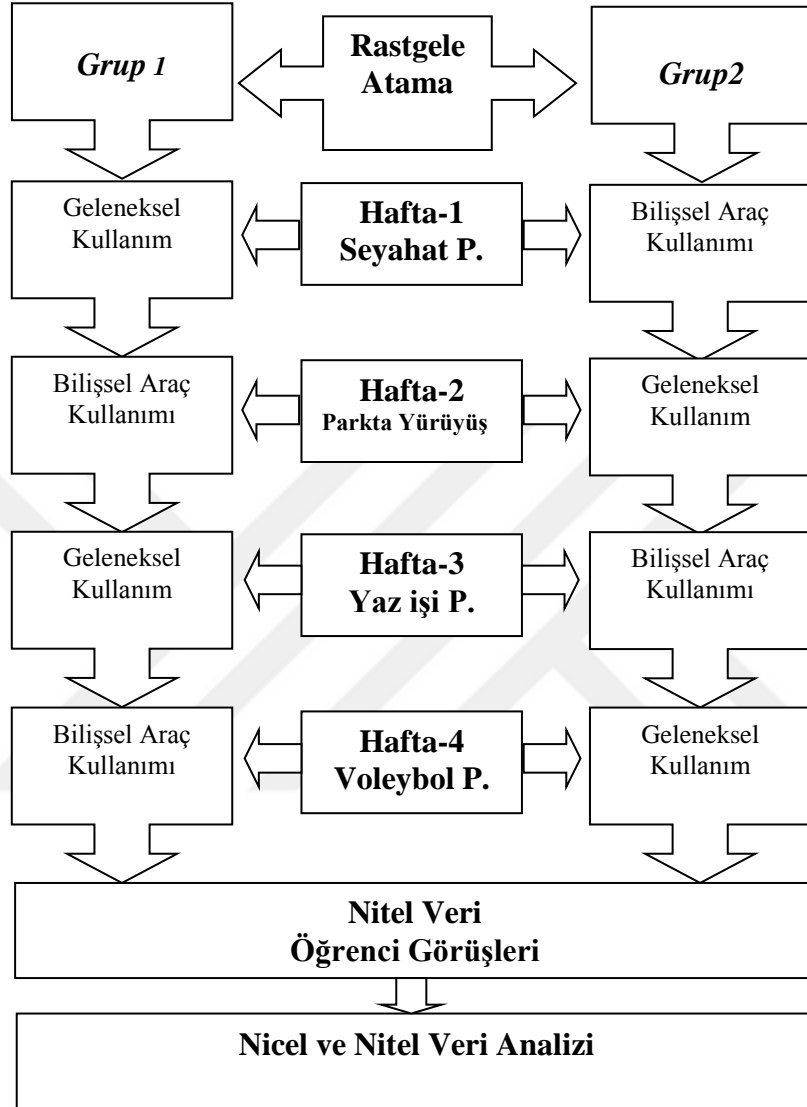 Grup 1
Rastgele
Atama
Grup2
Geleneksel
Kullanım
Hafta-1
Seyahat P.
Bilişsel Araç
Kullanımı
Bilişsel Araç
Kullanımı
Hafta-2
Parkta Yürüyüş
Geleneksel
Kullanım
Geleneksel
Kullanım
Hafta-3
Yaz işi P.
Bilişsel Araç
Kullanımı
Bilişsel Araç
Kullanımı
Hafta-4
Voleybol P.
Geleneksel
Kullanım
Nitel Veri
Öğrenci Görüşleri
Nicel ve Nitel Veri Analizi